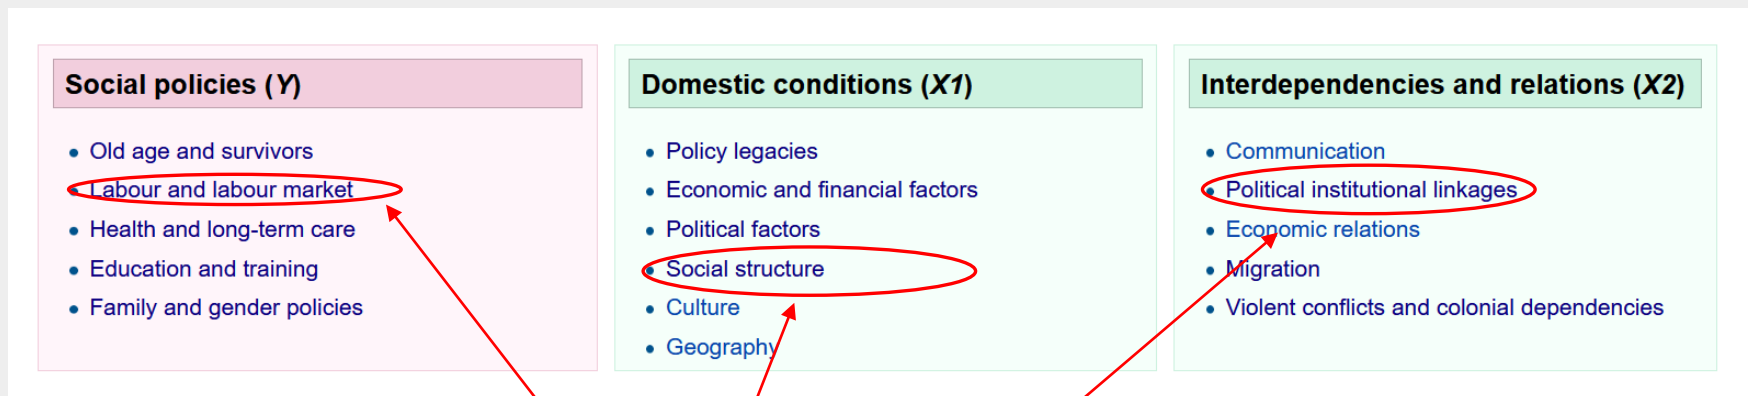 Social policies (Y)
Old age and survivors
Labour and labour market
Health and long-term care
Education and training
Family and gender policies
Domestic conditions (X1)
Policy legacies
Economic and financial factors
Political factors
Social structure
Culture
Geography
Interdependencies and relations (X2)
Communication
Political institutional linkages
Economic relations
Migration
Violent conflicts and colonial dependencies